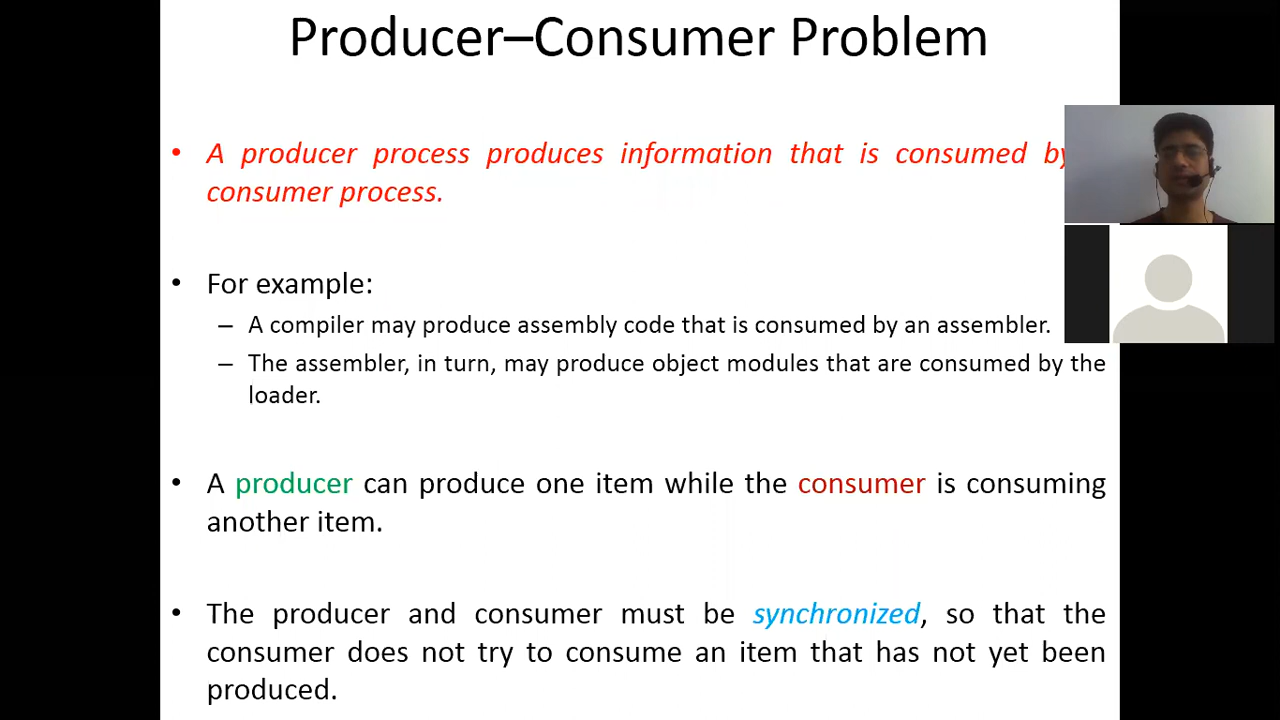 Producer–Consumer Problem
• A producer process produces information that is consumed by
consumer process.
• For example:
– A compiler may produce assembly code that is consumed by an assembler.
– The assembler, in turn, may produce object modules that are consumed by the
loader.
• A producer can produce one item while the consumer is consuming
another item.
• The producer and consumer must be synchronized, so that the
consumer does not try to consume an item that has not yet been
produced.